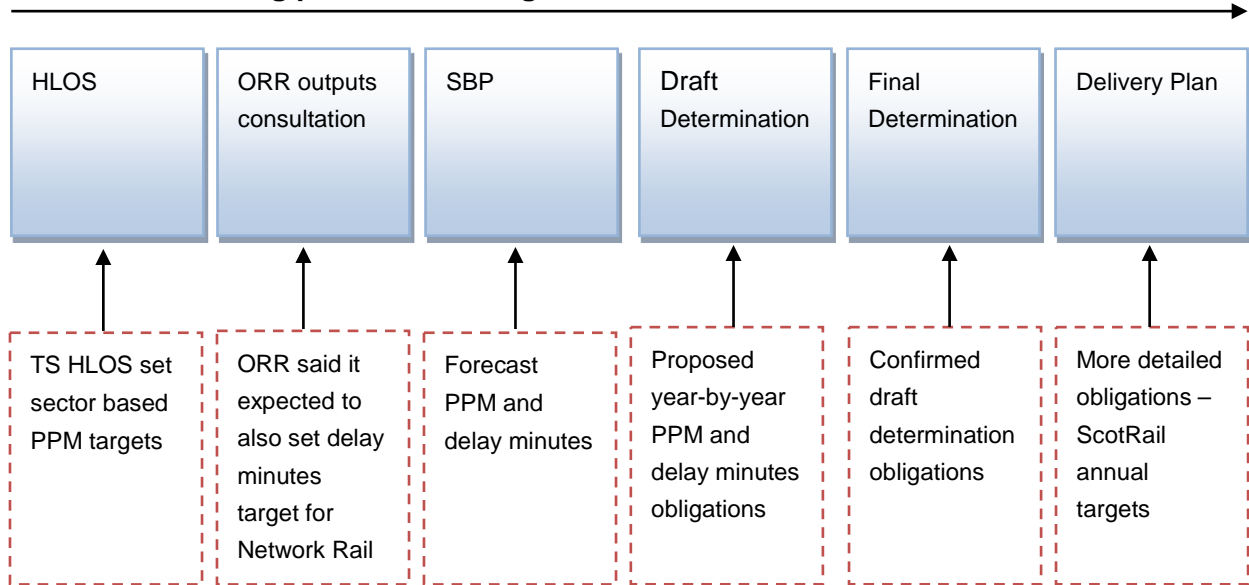 HLOS
ORR outputs
consultation
SBP
Draft
Determination
Final
Determination
Delivery Plan
TS HLOS set
sector based
PPM targets
ORR said it
expected to
also set delay
minutes
target for
Network Rail
Forecast
PPM and
delay minutes
Proposed
year-by-year
PPM and
delay minutes
obligations
Confirmed
draft
determination
obligations
More detailed
obligations –
ScotRail
annual
targets